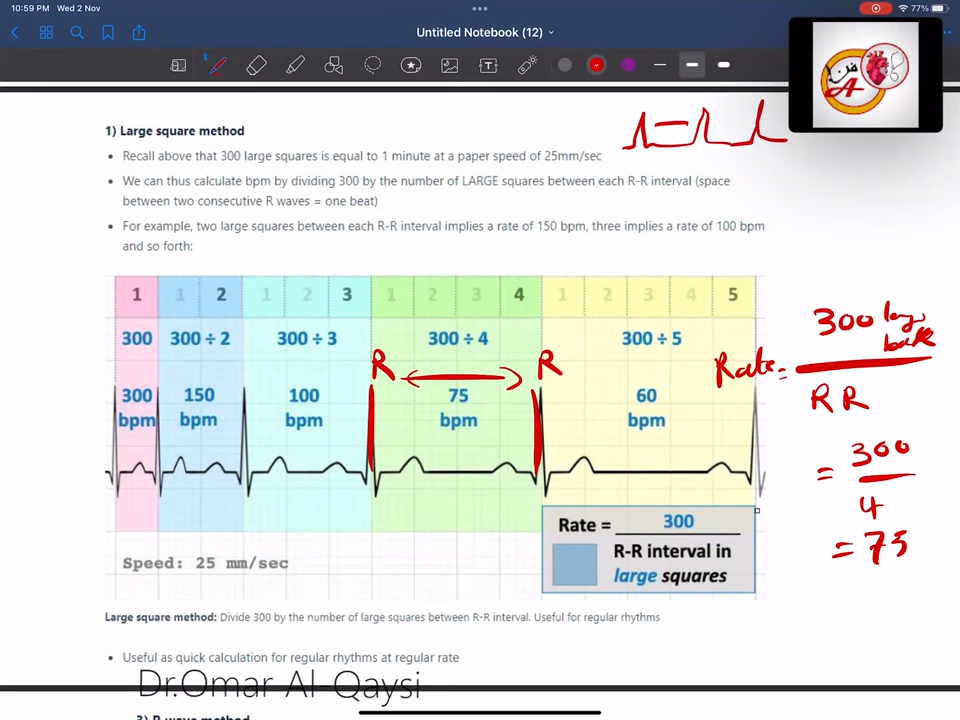 10:59 PM Wed 2 Nov
77%
Untitled Notebook (12)
فن
A
1) Large square method
Recall above that 300 large squares is equal to 1 minute at a paper speed of 25mm/sec
We can thus calculate bpm by dividing 300 by the number of LARGE squares between each R-R interval (space
between two consecutive R waves = one beat)
For example, two large squares between each R-R interval implies a rate of 150 bpm, three implies a rate of 100 bpm
and so forth:
1 1 2 1 2 3 1 2 3 4 1 2 3 4 5
300 300 ÷ 2 300 ÷ 3 300 ÷ 4 300 ÷ 5
R R
300 150 100 75 60
bpm bpm bpm bpm bpm
Rate = 300 large
RR
= 300
4
= 75
Rate = 300
R-R interval in
large squares
Speed: 25 mm/sec
Large square method: Divide 300 by the number of large squares between R-R interval. Useful for regular rhythms
Useful as quick calculation for regular rhythms at regular rate
Dr.Omar Al-Qaysi
3) R wave method